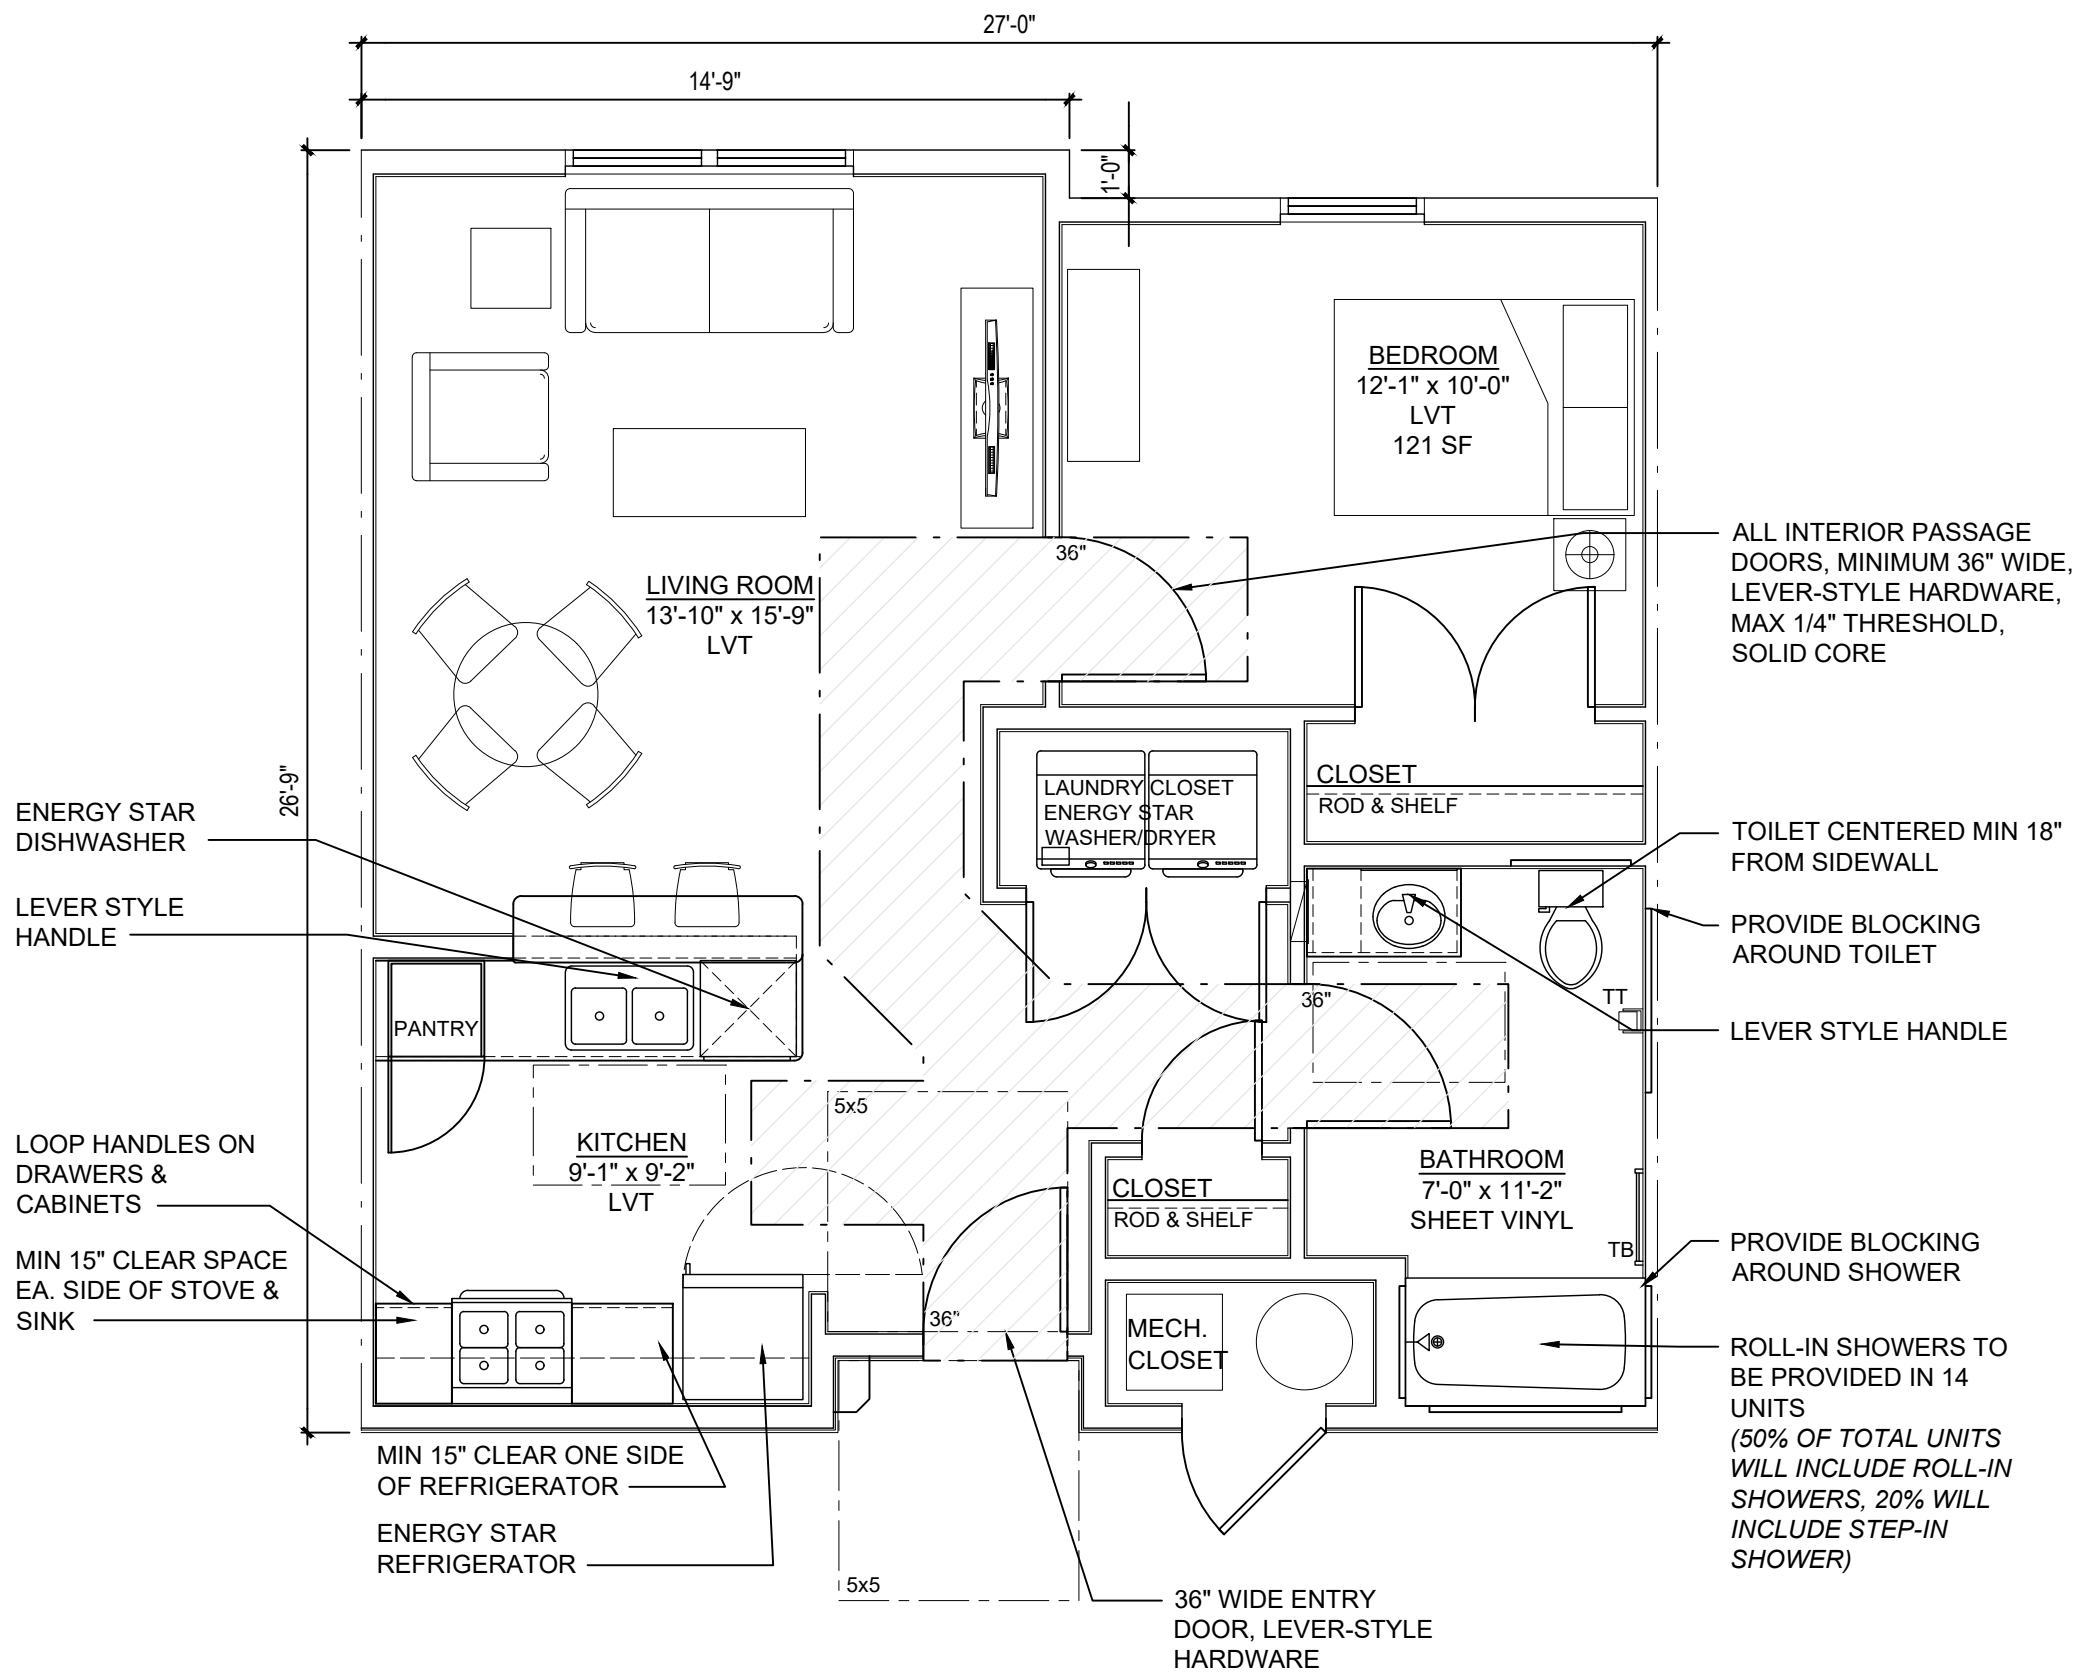 27'-0"
14'-9"
1'-0"
26'-9"
BEDROOM
12'-1" x 10'-0"
LVT
121 SF
36"
LIVING ROOM
13'-10" x 15'-9"
LVT
ALL INTERIOR PASSAGE
DOORS, MINIMUM 36" WIDE,
LEVER-STYLE HARDWARE,
MAX 1/4" THRESHOLD,
SOLID CORE
ENERGY STAR
DISHWASHER
LEVER STYLE
HANDLE
LAUNDRY CLOSET
ENERGY STAR
WASHER/DRYER
CLOSET
ROD & SHELF
TOILET CENTERED MIN 18"
FROM SIDEWALL
PROVIDE BLOCKING
AROUND TOILET
TT
36"
LEVER STYLE HANDLE
PANTRY
5x5
KITCHEN
9'-1" x 9'-2"
LVT
LOOP HANDLES ON
DRAWERS &
CABINETS
MIN 15" CLEAR SPACE
EA. SIDE OF STOVE &
SINK
CLOSET
ROD & SHELF
BATHROOM
7'-0" x 11'-2"
SHEET VINYL
TB
PROVIDE BLOCKING
AROUND SHOWER
36"
MECH.
CLOSET
ROLL-IN SHOWERS TO
BE PROVIDED IN 14
UNITS
(50% OF TOTAL UNITS
WILL INCLUDE ROLL-IN
SHOWERS, 20% WILL
INCLUDE STEP-IN
SHOWER)
MIN 15" CLEAR ONE SIDE
OF REFRIGERATOR
ENERGY STAR
REFRIGERATOR
5x5
36" WIDE ENTRY
DOOR, LEVER-STYLE
HARDWARE